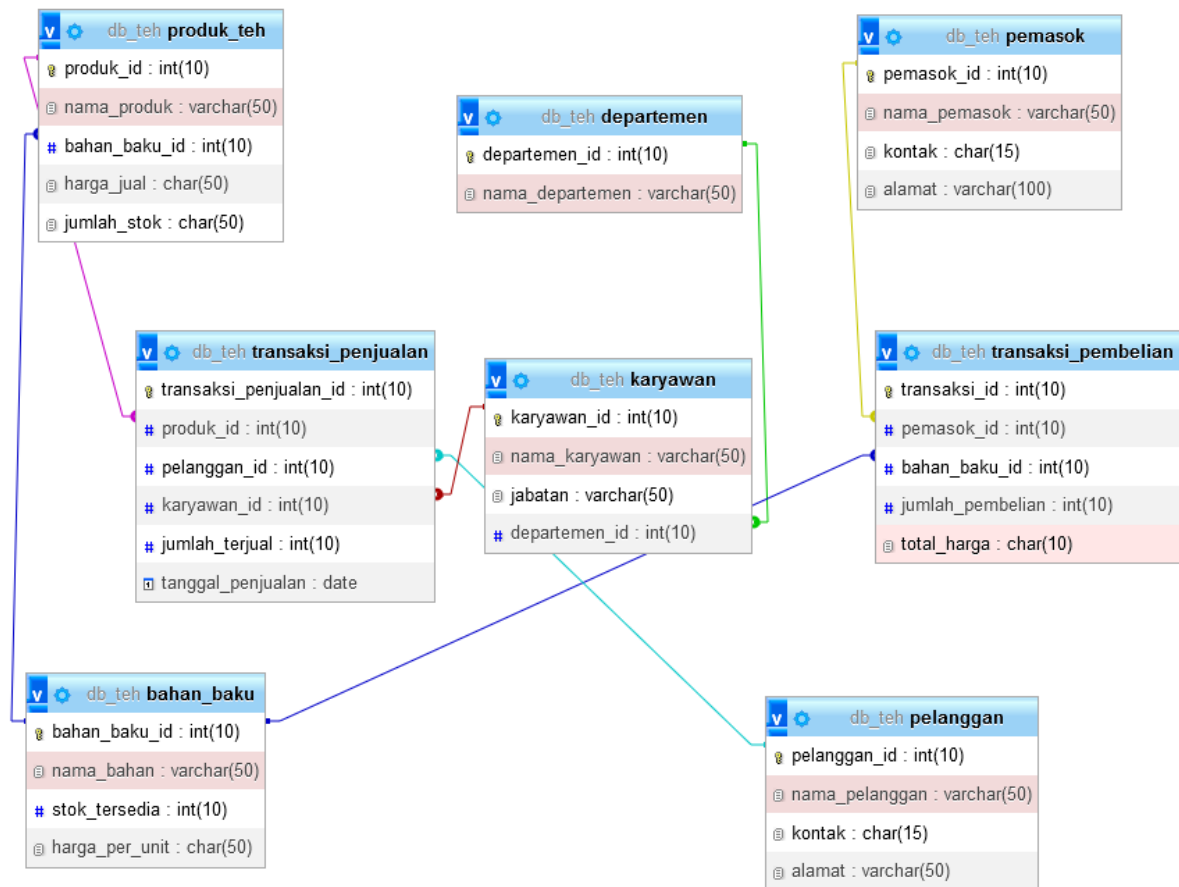 db_teh produk_teh
produk_id : int(10)
nama_produk : varchar(50)
bahan_baku_id : int(10)
harga_jual : char(50)
jumlah_stok : char(50)
db_teh departemen
departemen_id : int(10)
nama_departemen : varchar(50)
db_teh pemasok
pemasok_id : int(10)
nama_pemasok : varchar(50)
kontak : char(15)
alamat : varchar(100)
db_teh transaksi_penjualan
transaksi_penjualan_id : int(10)
produk_id : int(10)
pelanggan_id : int(10)
karyawan_id : int(10)
jumlah_terjual : int(10)
tanggal_penjualan : date
db_teh karyawan
karyawan_id : int(10)
nama_karyawan : varchar(50)
jabatan : varchar(50)
departemen_id : int(10)
db_teh transaksi_pembelian
transaksi_id : int(10)
pemasok_id : int(10)
bahan_baku_id : int(10)
jumlah_pembelian : int(10)
total_harga : char(10)
db_teh bahan_baku
bahan_baku_id : int(10)
nama_bahan : varchar(50)
stok_tersedia : int(10)
harga_per_unit : char(50)
db_teh pelanggan
pelanggan_id : int(10)
nama_pelanggan : varchar(50)
kontak : char(15)
alamat : varchar(50)